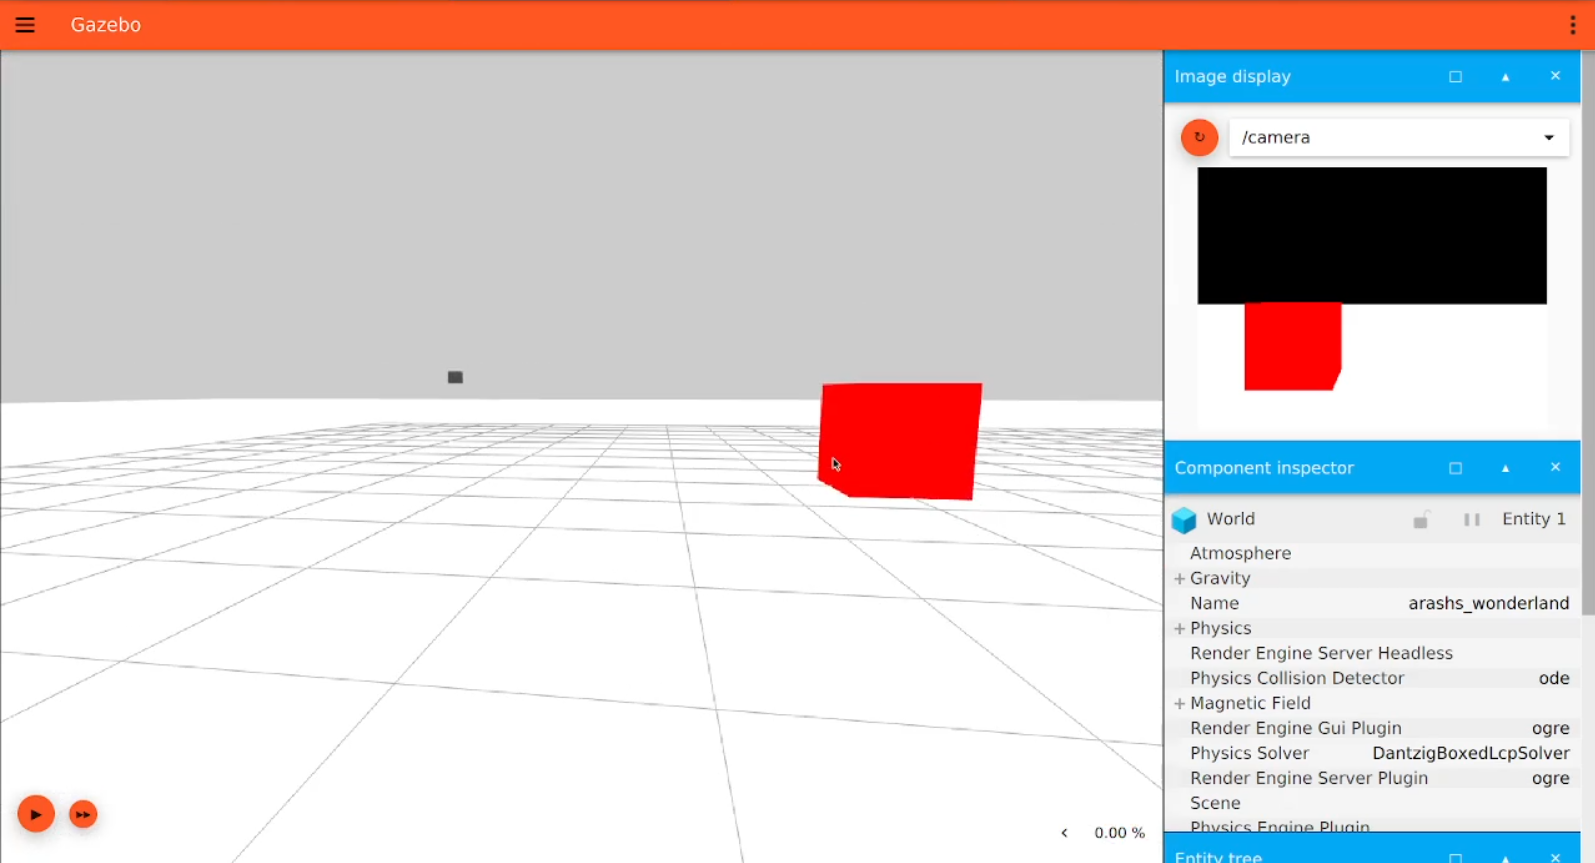 Gazebo
Image display
/camera
Component inspector
World Entity 1
Atmosphere
Gravity
Name arashs_wonderland
Physics
Render Engine Server Headless
Physics Collision Detector ode
Magnetic Field
Render Engine Gui Plugin ogre
Physics Solver DantzigBoxedLcpSolver
Render Engine Server Plugin ogre
Scene
Physics Engine Plugin
0.00 %
Entity tree